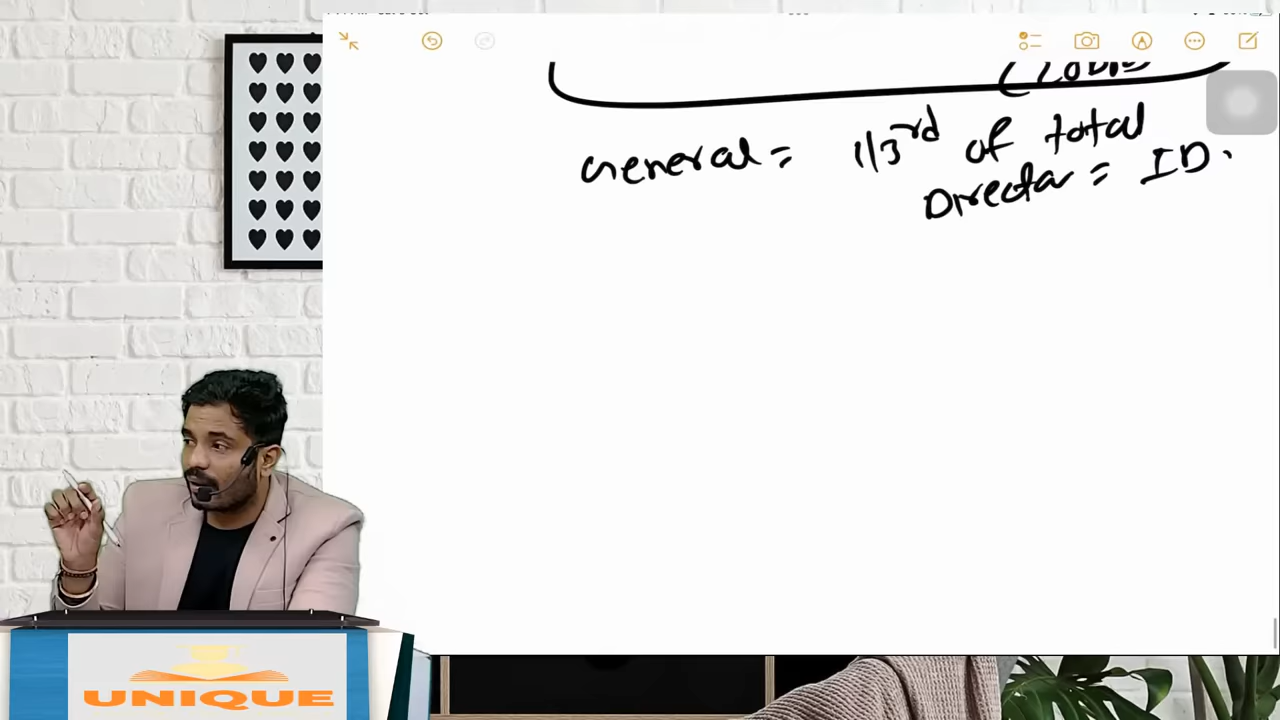 General = 1/3rd of total
Director = ID.
UNIQUE